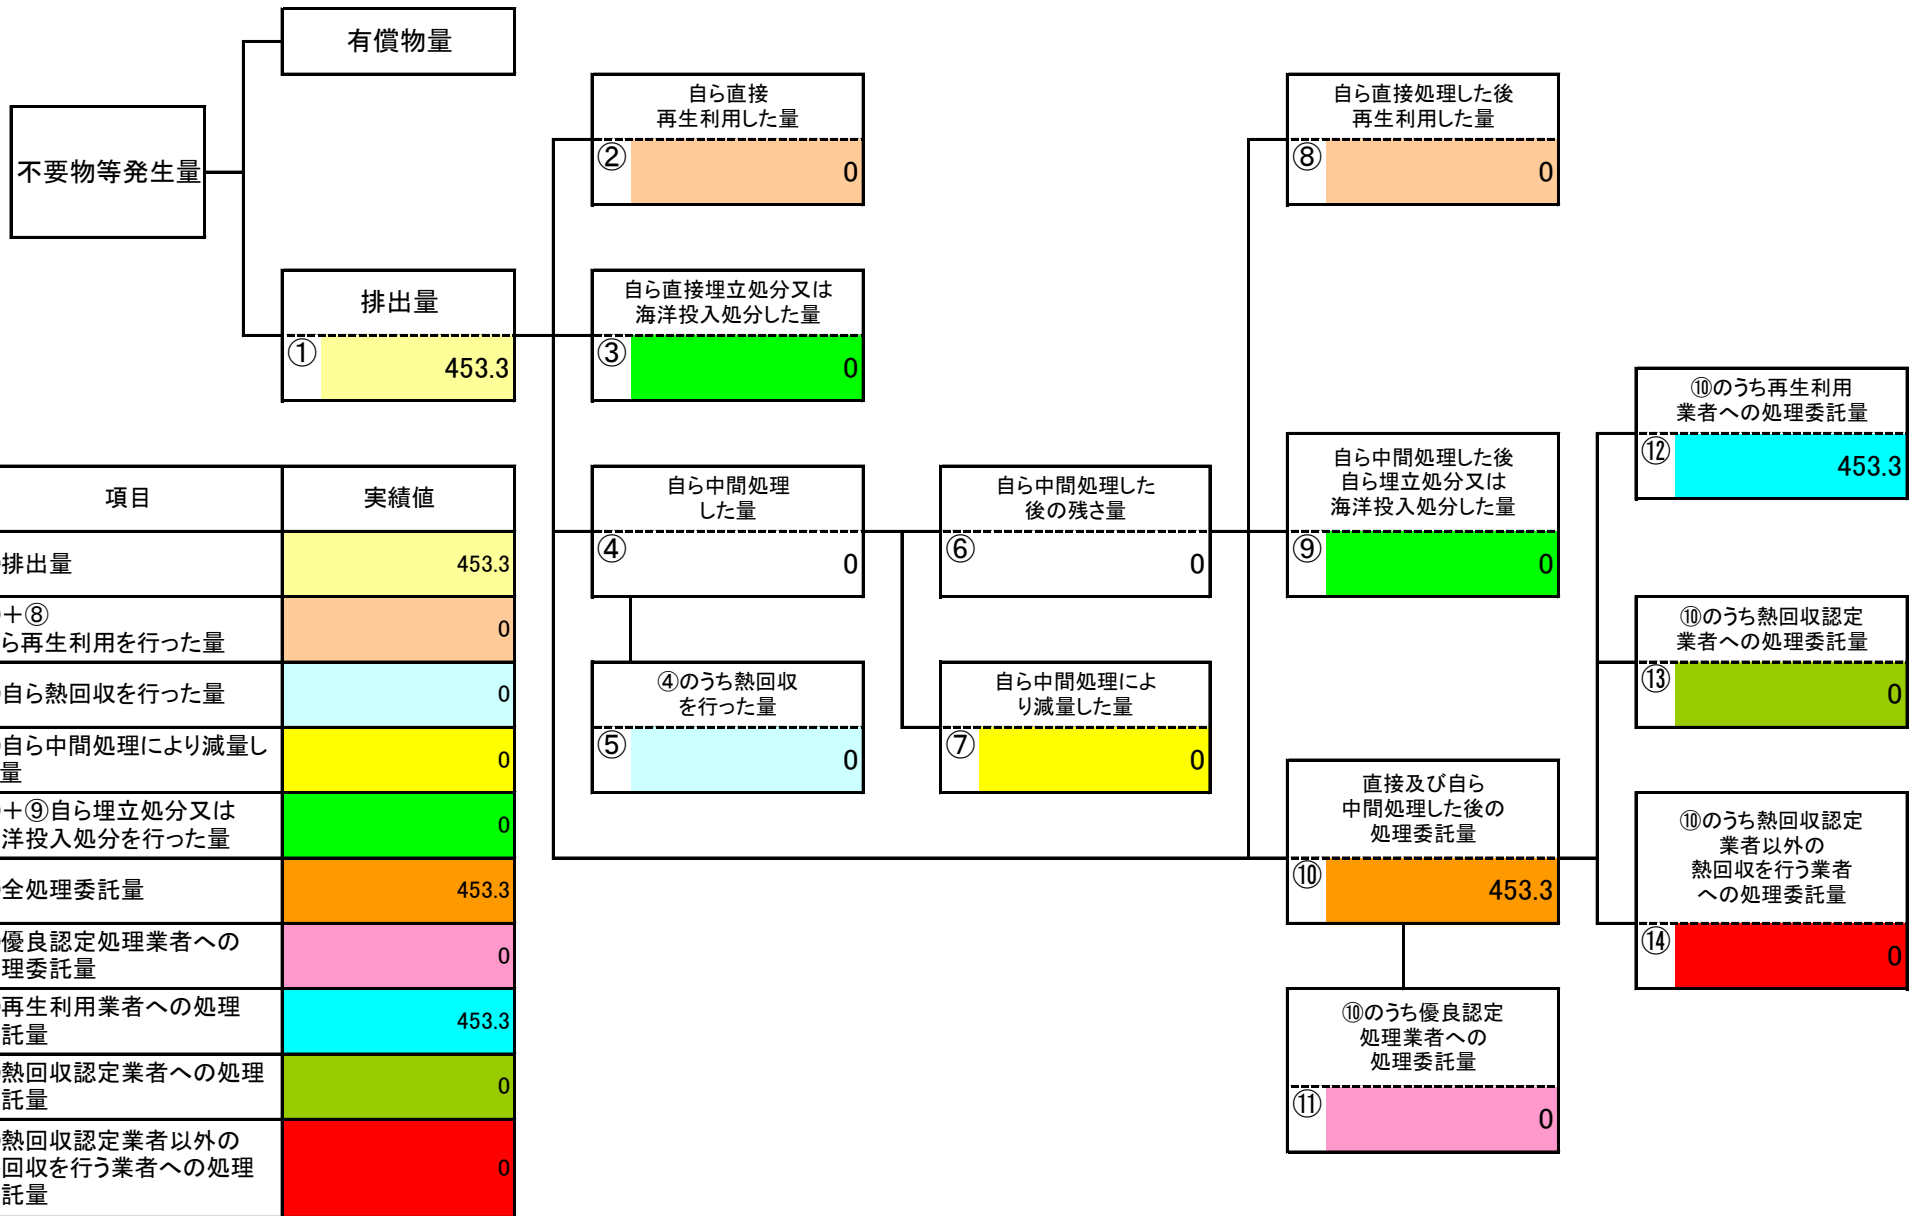 有償物量
不要物等発生量
排出量
①
453.3
自ら直接
再生利用した量
②
0
自ら直接埋立処分又は
海洋投入処分した量
③
0
自ら中間処理
した量
④
0
④のうち熱回収
を行った量
⑤
0
自ら中間処理した
後の残さ量
⑥
0
自ら中間処理によ
り減量した量
⑦
0
自ら直接処理した後
再生利用した量
⑧
0
自ら中間処理した後
自ら埋立処分又は
海洋投入処分した量
⑨
0
直接及び自ら
中間処理した後の
処理委託量
⑩
453.3
⑩のうち優良認定
処理業者への
処理委託量
⑪
0
⑩のうち再生利用
業者への処理委託量
⑫
453.3
⑩のうち熱回収認定
業者への処理委託量
⑬
0
⑩のうち熱回収認定
業者以外の
熱回収を行う業者
への処理委託量
⑭
0
項目 実績値
排出量 453.3
+⑧
ら再生利用を行った量 0
自ら熱回収を行った量 0
自ら中間処理により減量し
量 0
+⑨自ら埋立処分又は
洋投入処分を行った量 0
全処理委託量 453.3
優良認定処理業者への
理委託量 0
再生利用業者への処理
託量 453.3
熱回収認定業者への処理
託量 0
熱回収認定業者以外の
回収を行う業者への処理
託量 0